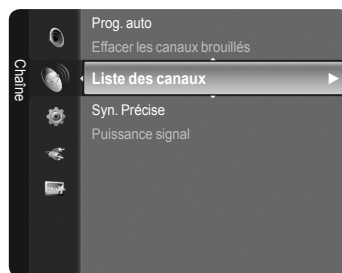 Chaîne
Prog. auto
Effacer les canaux brouillés
Liste des canaux
Syn. Précise
Puissance signal